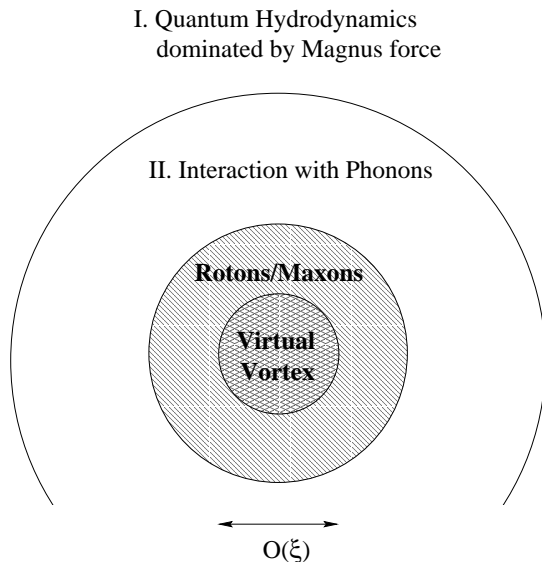 I. Quantum Hydrodynamics
dominated by Magnus force
II. Interaction with Phonons
Rotons/Maxons
Virtual
Vortex
O(ξ)